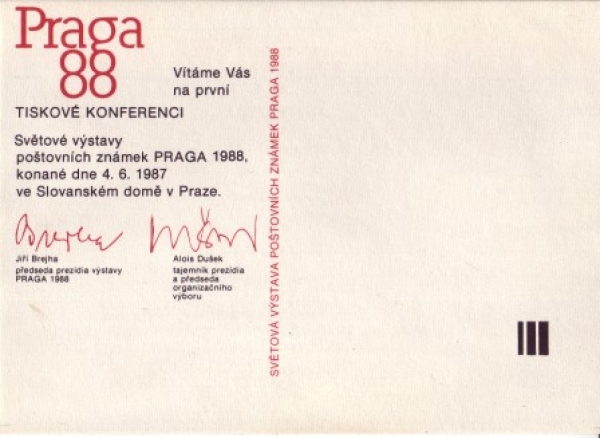 Praga
88
Vítáme Vás
na první
TISKOVÉ KONFERENCI
Světové výstavy
poštovních známek PRAGA 1988,
konané dne 4. 6. 1987
ve Slovanském domě v Praze.
Brejha
Jiří Brejha
předseda prezidia výstavy
PRAGA 1988
Alois Dušek
tajemník prezidia
a předseda
organizačního
výboru
SVĚTOVÁ VÝSTAVA POŠTOVNÍCH ZNÁMEK PRAGA 1988